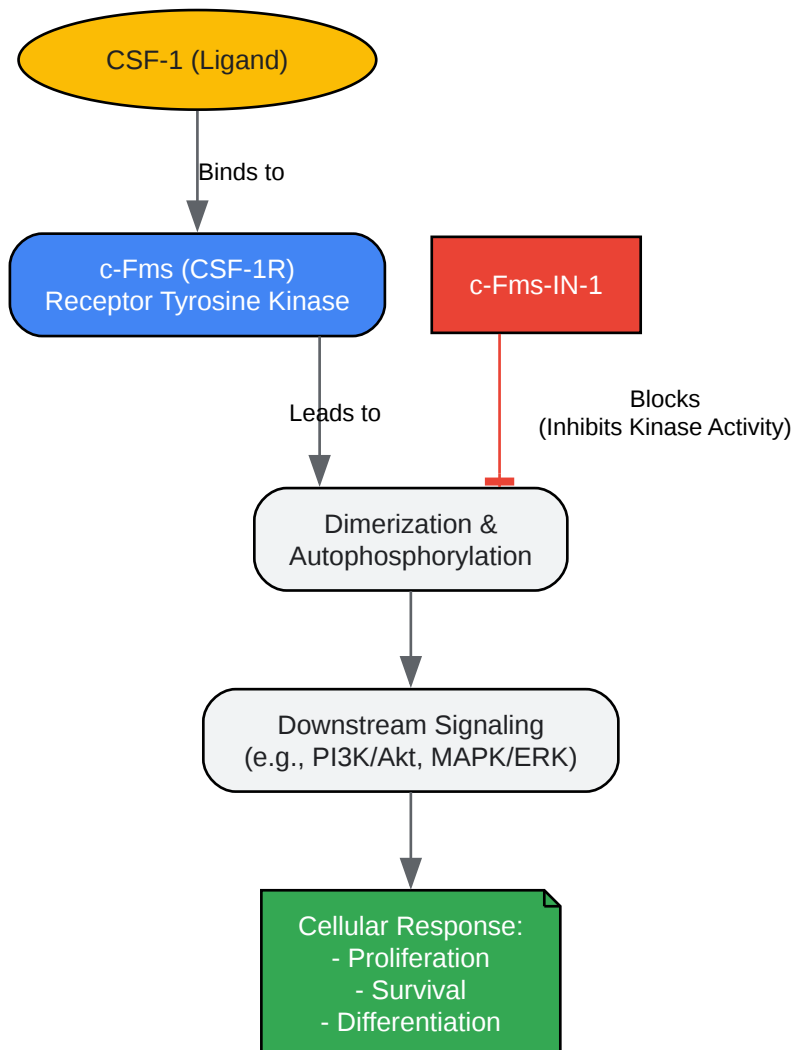 CSF-1 (Ligand)
Binds to
c-Fms (CSF-1R)
Receptor Tyrosine Kinase
c-Fms-IN-1
Leads to
Blocks
(Inhibits Kinase Activity)
Dimerization &
Autophosphorylation
Downstream Signaling
(e.g., PI3K/Akt, MAPK/ERK)
Cellular Response:
- Proliferation
- Survival
- Differentiation